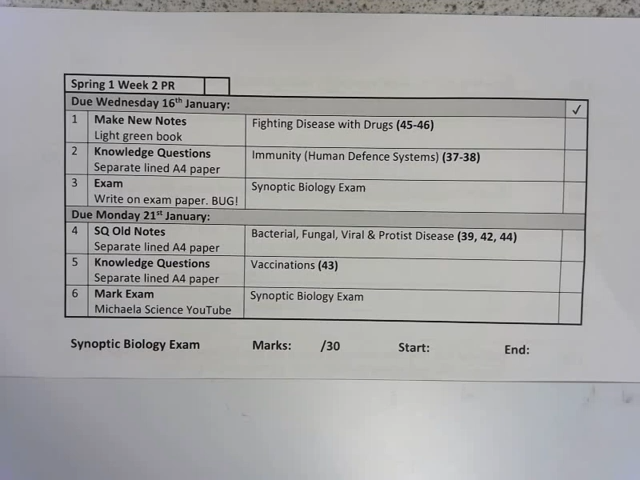 Spring 1 Week 2 PR
Due Wednesday 16th January: ✓
1 Make New Notes Fighting Disease with Drugs (45-46)
Light green book
2 Knowledge Questions Immunity (Human Defence Systems) (37-38)
Separate lined A4 paper
3 Exam Synoptic Biology Exam
Write on exam paper. BUG!
Due Monday 21st January:
4 SQ Old Notes Bacterial, Fungal, Viral & Protist Disease (39, 42, 44)
Separate lined A4 paper
5 Knowledge Questions Vaccinations (43)
Separate lined A4 paper
6 Mark Exam Synoptic Biology Exam
Michaela Science YouTube
Synoptic Biology Exam Marks: /30 Start: End: